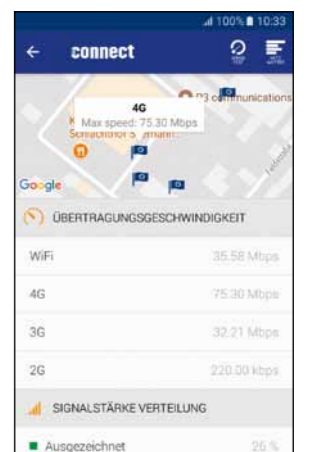 100% 10:33
connect
P3 communications
4G
Max speed: 75.30 Mbps
Google
ÜBERTRAGUNGSGESCHWINDIGKEIT
WiFi 35.58 Mbps
4G 75.30 Mbps
3G 32.21 Mbps
2G 220.00 kbps
SIGNALSTÄRKE VERTEILUNG
Ausgezeichnet 26 %